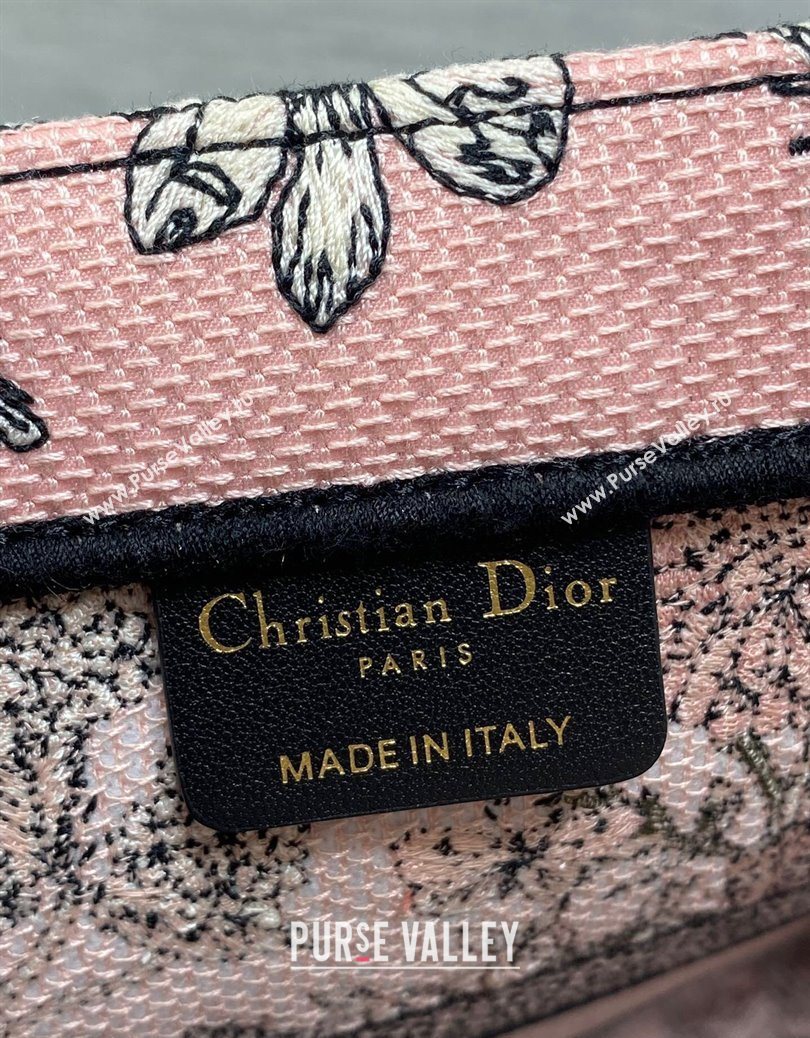 www.PurseValley.ru
www.PurseValley.ru
Christian Dior
PARIS
MADE IN ITALY
PURSE VALLEY